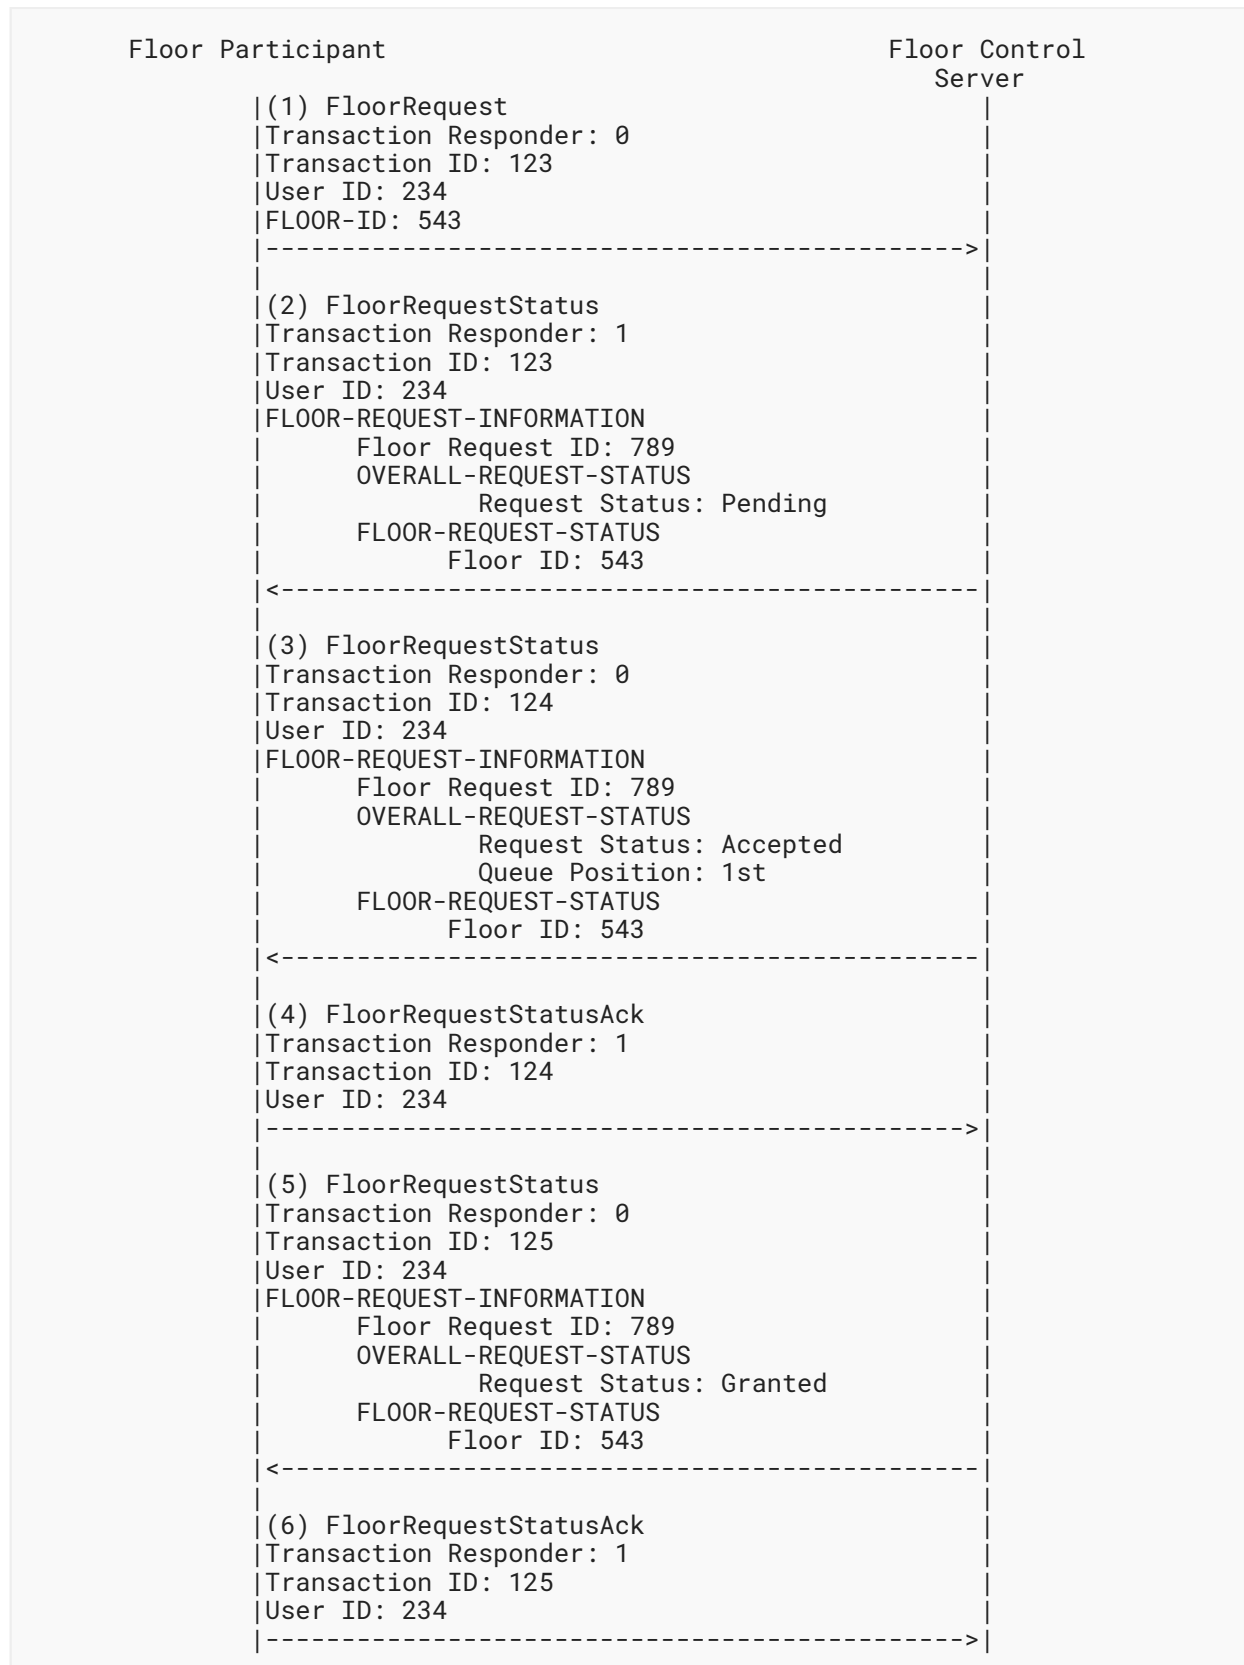 Floor Participant                                 Floor Control
                                                     Server
        |(1) FloorRequest                               |
        |Transaction Responder: 0                       |
        |Transaction ID: 123                            |
        |User ID: 234                                   |
        |FLOOR-ID: 543                                  |
        |---------------------------------------------->|
        |                                               |
        |(2) FloorRequestStatus                         |
        |Transaction Responder: 1                       |
        |Transaction ID: 123                            |
        |User ID: 234                                   |
        |FLOOR-REQUEST-INFORMATION                      |
        |      Floor Request ID: 789                    |
        |      OVERALL-REQUEST-STATUS                   |
        |              Request Status: Pending          |
        |      FLOOR-REQUEST-STATUS                     |
        |            Floor ID: 543                      |
        |<----------------------------------------------|
        |                                               |
        |(3) FloorRequestStatus                         |
        |Transaction Responder: 0                       |
        |Transaction ID: 124                            |
        |User ID: 234                                   |
        |FLOOR-REQUEST-INFORMATION                      |
        |      Floor Request ID: 789                    |
        |      OVERALL-REQUEST-STATUS                   |
        |              Request Status: Accepted         |
        |              Queue Position: 1st              |
        |      FLOOR-REQUEST-STATUS                     |
        |            Floor ID: 543                      |
        |<----------------------------------------------|
        |                                               |
        |(4) FloorRequestStatusAck                      |
        |Transaction Responder: 1                       |
        |Transaction ID: 124                            |
        |User ID: 234                                   |
        |---------------------------------------------->|
        |                                               |
        |(5) FloorRequestStatus                         |
        |Transaction Responder: 0                       |
        |Transaction ID: 125                            |
        |User ID: 234                                   |
        |FLOOR-REQUEST-INFORMATION                      |
        |      Floor Request ID: 789                    |
        |      OVERALL-REQUEST-STATUS                   |
        |              Request Status: Granted          |
        |      FLOOR-REQUEST-STATUS                     |
        |            Floor ID: 543                      |
        |<----------------------------------------------|
        |                                               |
        |(6) FloorRequestStatusAck                      |
        |Transaction Responder: 1                       |
        |Transaction ID: 125                            |
        |User ID: 234                                   |
        |---------------------------------------------->|